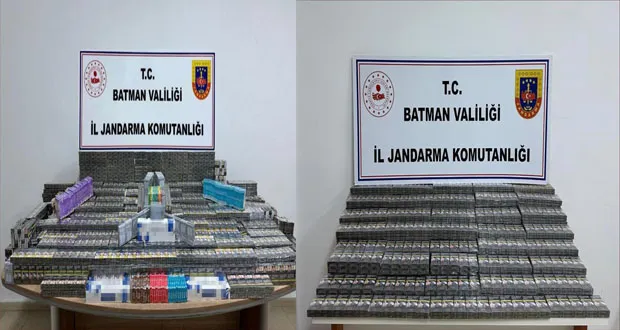 T.C.
BATMAN VALİLİĞİ
İL JANDARMA KOMUTANLIĞI
T.C.
BATMAN VALİLİĞİ
İL JANDARMA KOMUTANLIĞI